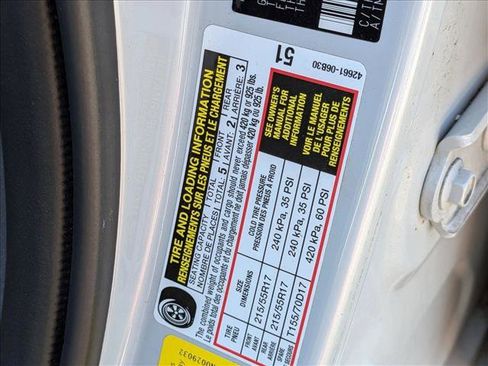 TIRE AND LOADING INFORMATION
RENSEIGNEMENTS SUR LES PNEUS ET LE CHARGEMENT
SEATING CAPACITY TOTAL 5 FRONT 2 REAR 3
NOMBRE DE PLACES TOTAL: AVANT: ARRIÈRE:
The combined weight of occupants and cargo should never exceed 420 kg or 925 lbs.
Le poids total des occupants et du chargement ne doit jamais dépasser 420 kg ou 925 lb.
TIRE PNEU SIZE DIMENSIONS COLD TIRE PRESSURE PRESSION DES PNEUS À FROID
FRONT AVANT 215/55R17 240 kPa, 35 PSI
REAR ARRIÈRE 215/55R17 240 kPa, 35 PSI
SPARE SECOURS T155/70D17 420 kPa, 60 PSI
SEE OWNER'S
MANUAL FOR
ADDITIONAL
INFORMATION
VOIR LE MANUEL
DE L'USAGER
POUR PLUS DE
RENSEIGNEMENTS
51
42661-06B30